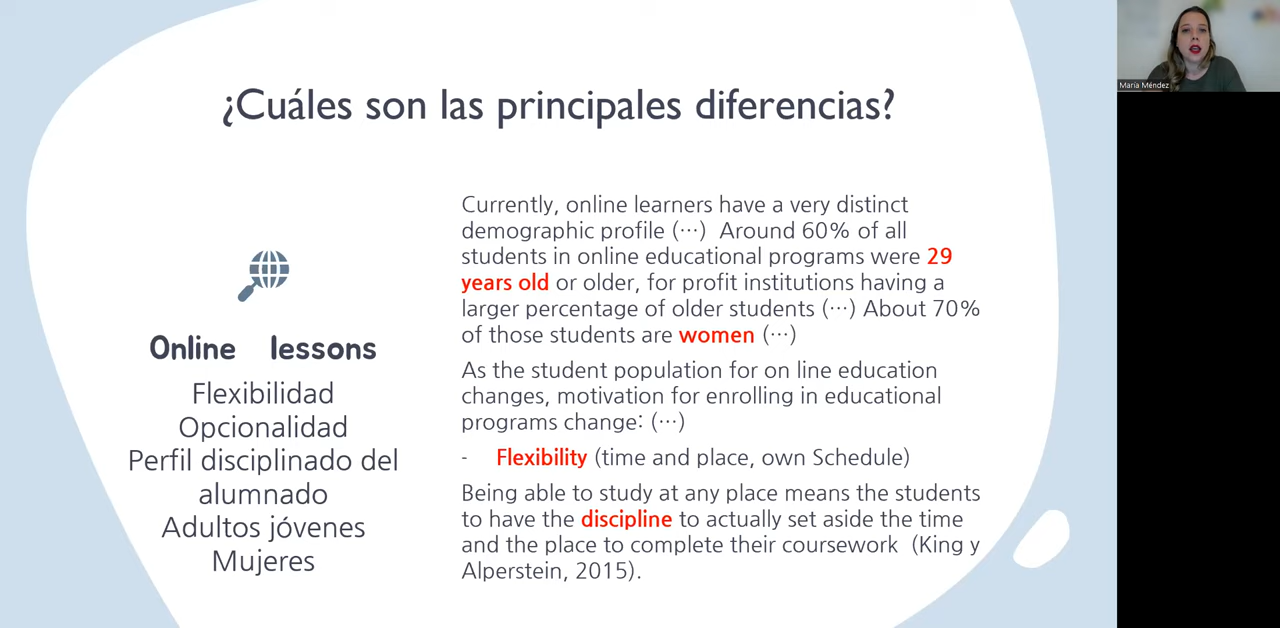 ¿Cuáles son las principales diferencias?
María Méndez
Online lessons
Flexibilidad
Opcionalidad
Perfil disciplinado del
alumnado
Adultos jóvenes
Mujeres
Currently, online learners have a very distinct
demographic profile (…) Around 60% of all
students in online educational programs were 29
years old or older, for profit institutions having a
larger percentage of older students (…) About 70%
of those students are women (…)
As the student population for on line education
changes, motivation for enrolling in educational
programs change: (…)
- Flexibility (time and place, own Schedule)
Being able to study at any place means the students
to have the discipline to actually set aside the time
and the place to complete their coursework (King y
Alperstein, 2015).